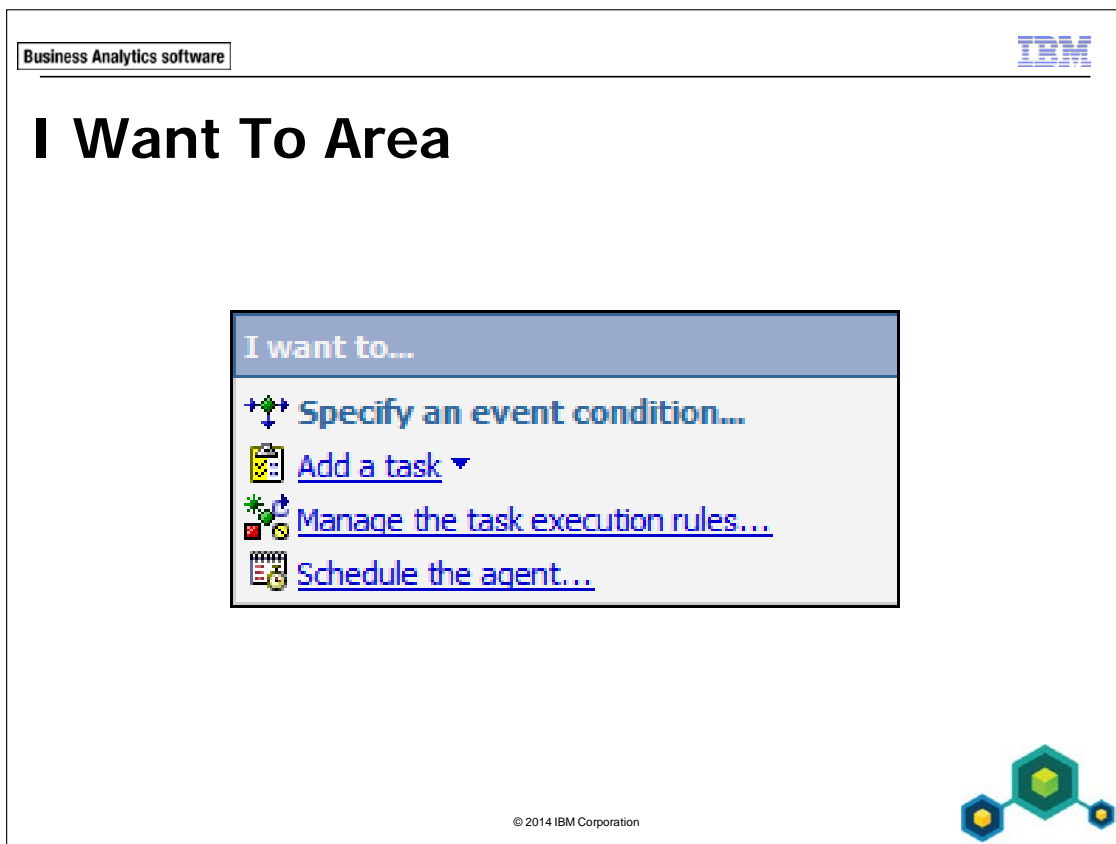 Business Analytics software
IBM
I Want To Area
I want to...
Specify an event condition...
Add a task
Manage the task execution rules...
Schedule the agent...
© 2014 IBM Corporation